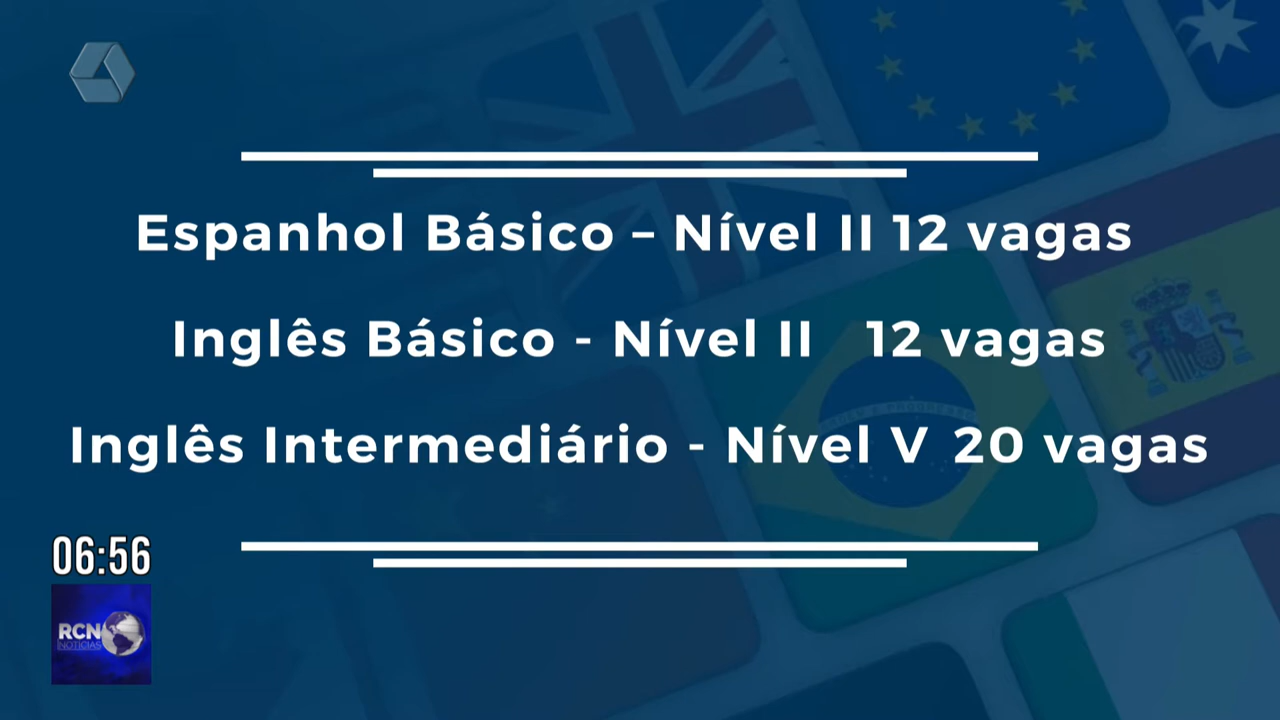 Espanhol Básico – Nível II 12 vagas
Inglês Básico - Nível II 12 vagas
Inglês Intermediário - Nível V 20 vagas
06:56
RCN
NOTÍCIAS